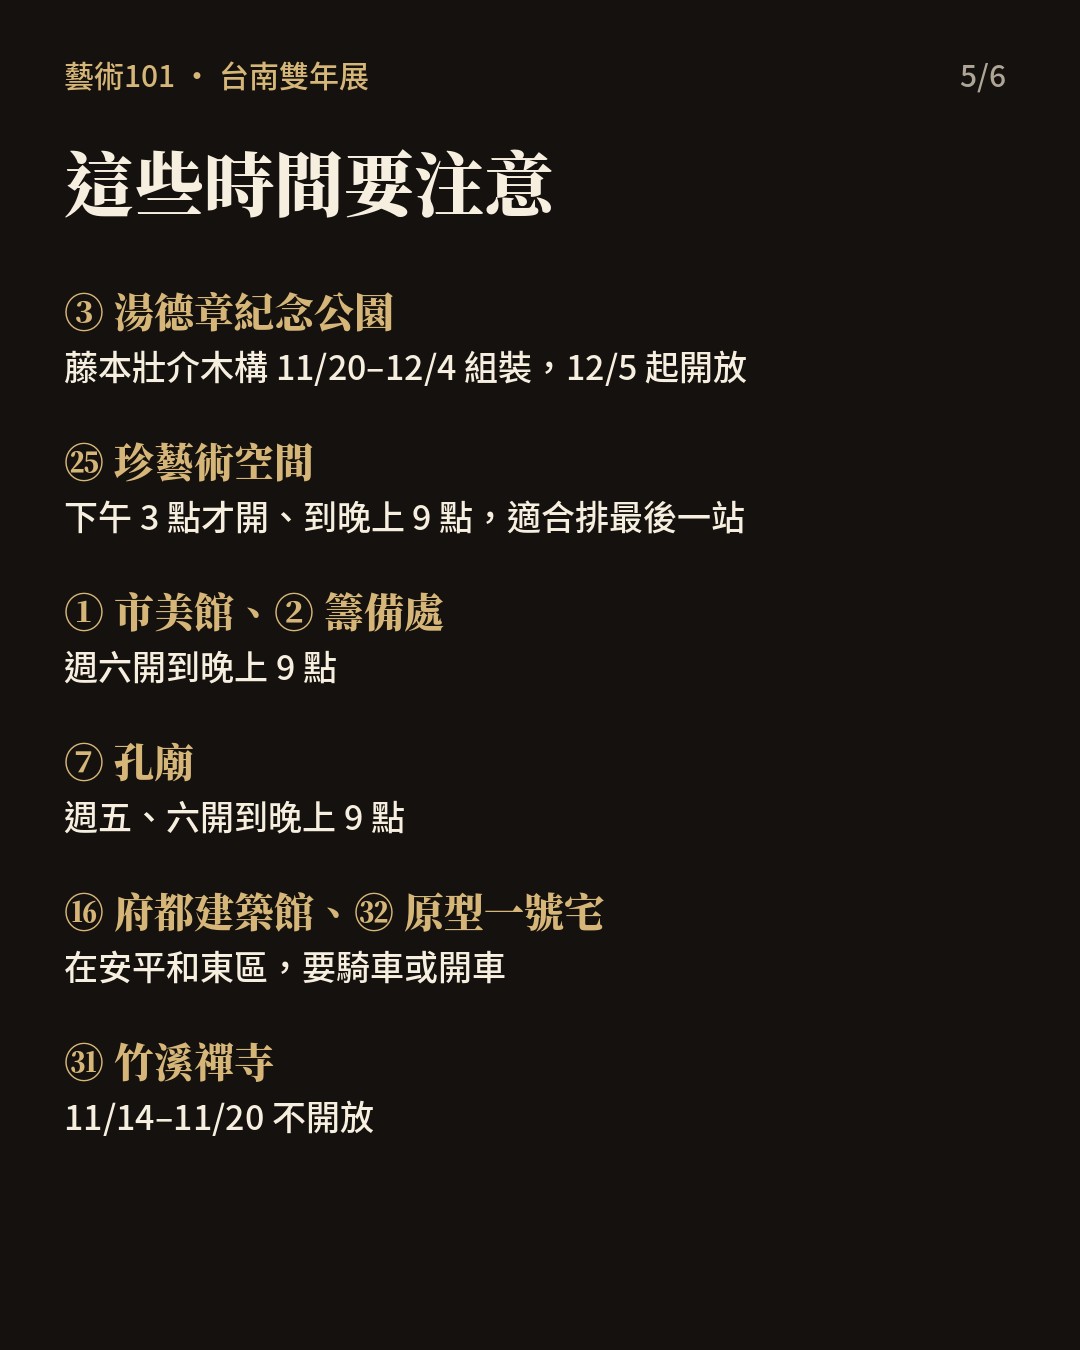 藝術101 · 台南雙年展
5/6
這些時間要注意
③ 湯德章紀念公園
藤本壯介木構 11/20–12/4 組裝，12/5 起開放
㉕ 珍藝術空間
下午 3 點才開、到晚上 9 點，適合排最後一站
① 市美館、② 籌備處
週六開到晚上 9 點
⑦ 孔廟
週五、六開到晚上 9 點
⑯ 府都建築館、㉜ 原型一號宅
在安平和東區，要騎車或開車
㉛ 竹溪禪寺
11/14–11/20 不開放